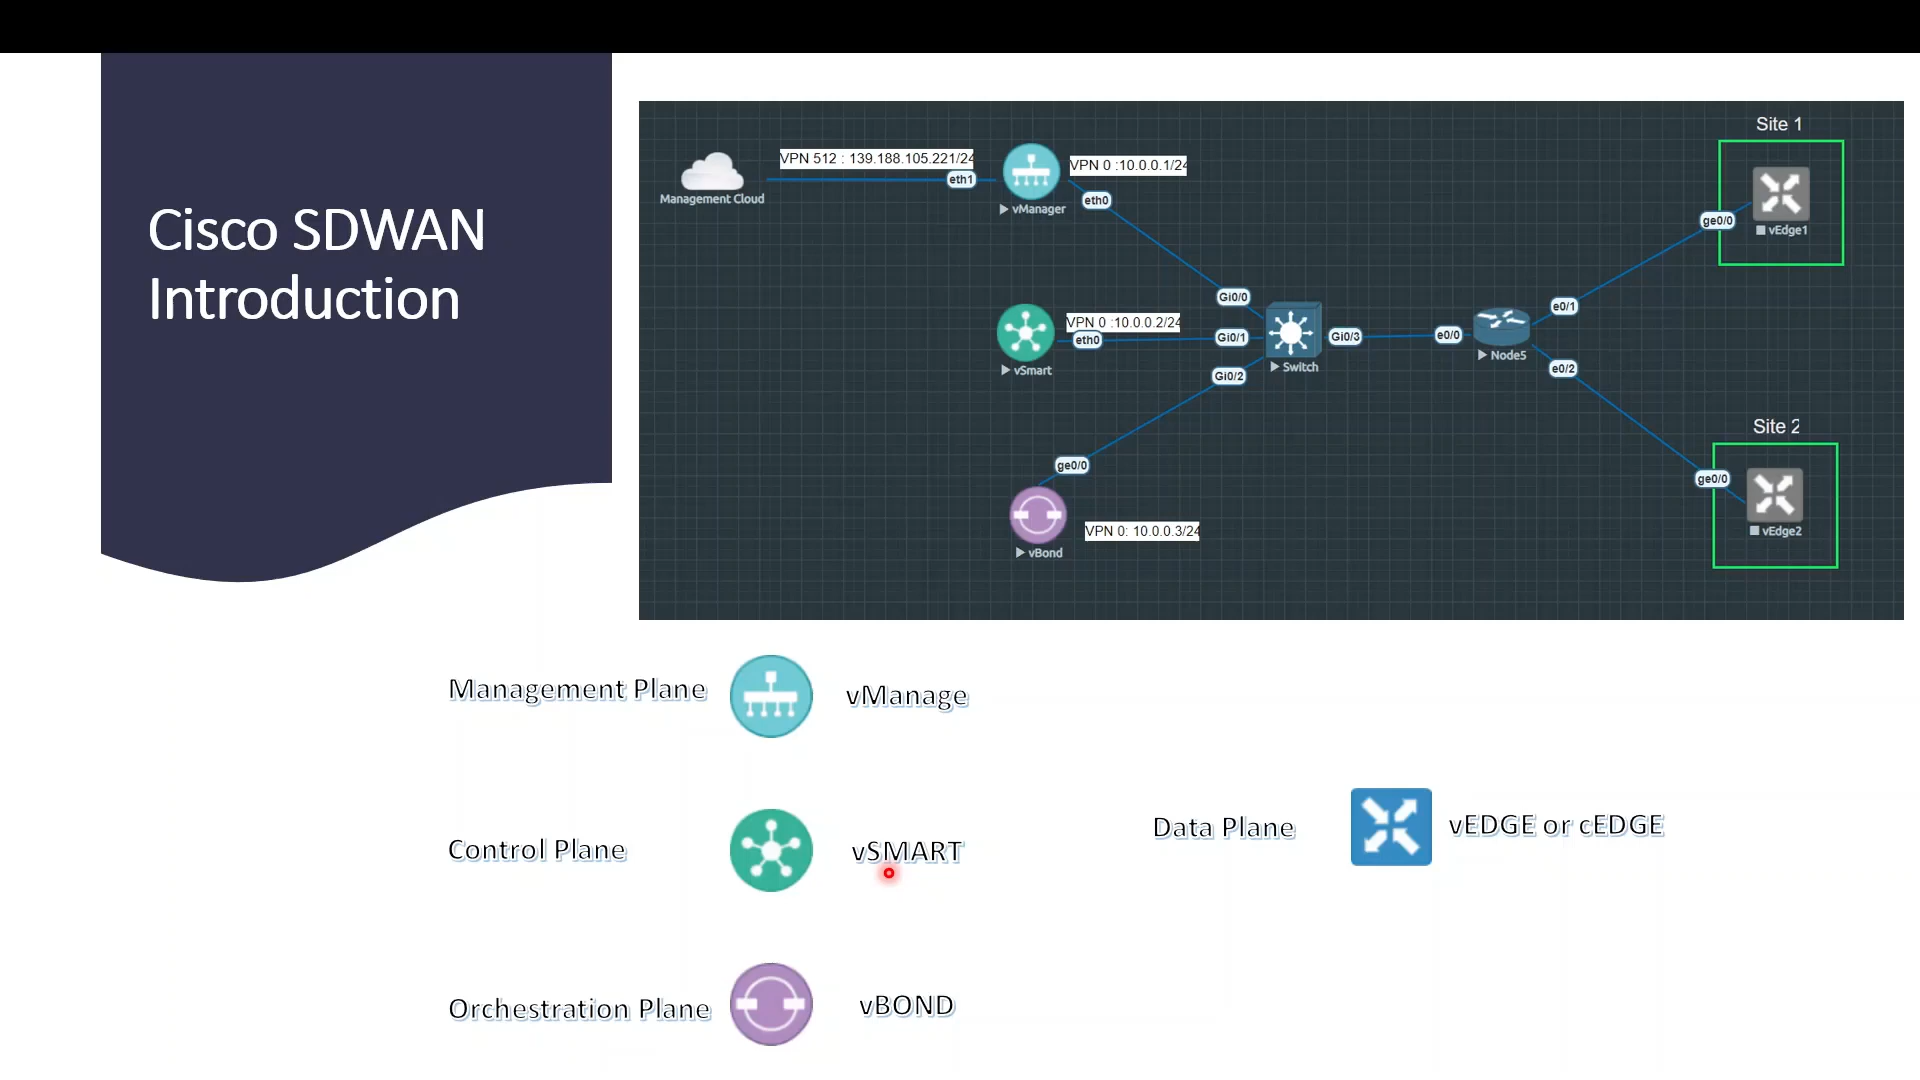 Cisco SDWAN
Introduction
Site 1
VPN 512 : 139.188.105.221/24
eth1
VPN 0 :10.0.0.1/24
Management Cloud
vManager
eth0
ge0/0
vEdge1
Gi0/0
e0/1
VPN 0 :10.0.0.2/24
eth0
Gi0/1
Gi0/3
e0/0
Node5
vSmart
Switch
Gi0/2
e0/2
Site 2
ge0/0
ge0/0
VPN 0: 10.0.0.3/24
vEdge2
vBond
Management Plane
vManage
Control Plane
vSMART
Data Plane
vEDGE or cEDGE
Orchestration Plane
vBOND